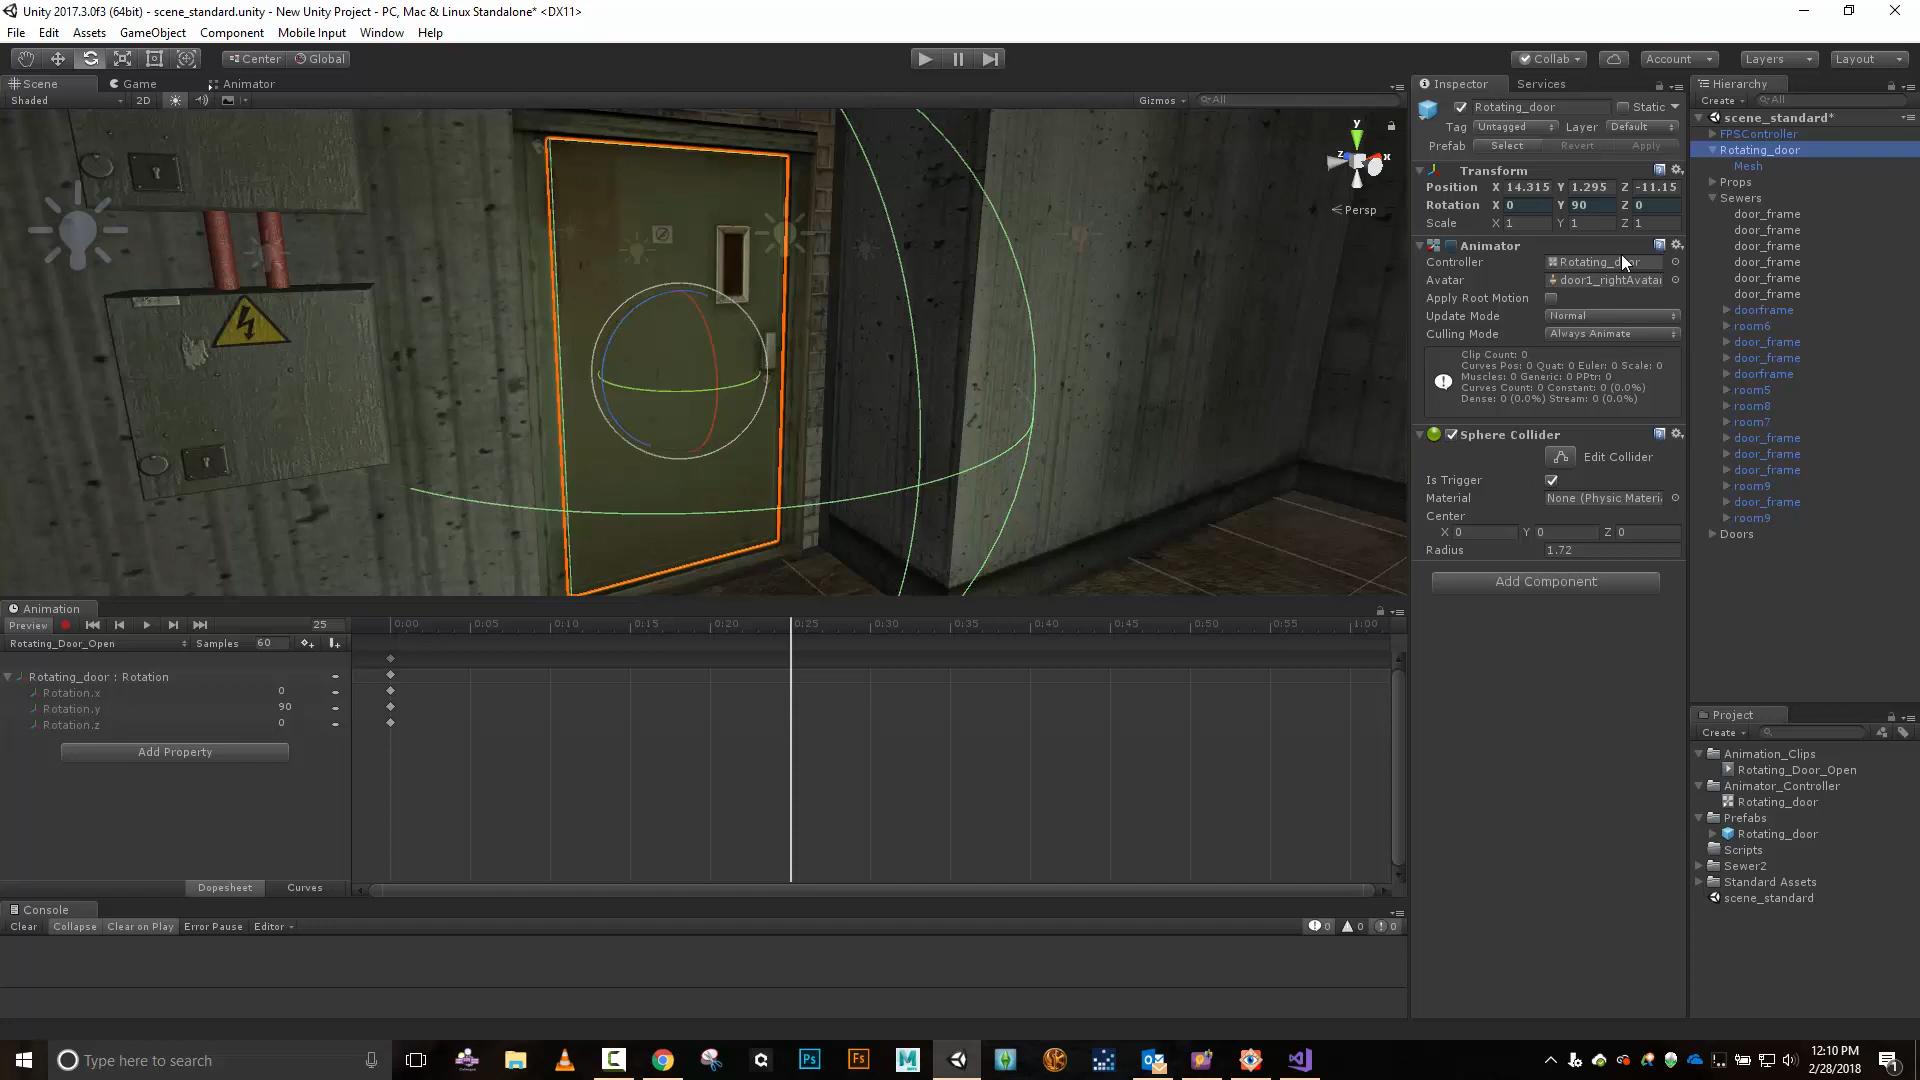 Unity 2017.3.0f3 (64bit) - scene_standard.unity - New Unity Project - PC, Mac & Linux Standalone* <DX11>
File Edit Assets GameObject Component Mobile Input Window Help
Center Global Collab Account Layers Layout
Scene Game Animator
Shaded 2D Gizmos All
y
z x
Persp
Inspector Services
Rotating_door Static
Tag Untagged Layer Default
Prefab Select Revert Apply
Transform
Position X 14.315 Y 1.295 Z -11.15
Rotation X 0 Y 90 Z 0
Scale X 1 Y 1 Z 1
Animator
Controller Rotating_door
Avatar door1_rightAvatar
Apply Root Motion
Update Mode Normal
Culling Mode Always Animate
Clip Count: 0
Curves Pos: 0 Quat: 0 Euler: 0 Scale: 0
Muscles: 0 Generic: 0 PPtr: 0
Curves Count: 0 Constant: 0 (0.0%)
Dense: 0 (0.0%) Stream: 0 (0.0%)
Sphere Collider
Edit Collider
Is Trigger
Material None (Physic Materi
Center
X 0 Y 0 Z 0
Radius 1.72
Add Component
Hierarchy
Create All
scene_standard*
FPSController
Rotating_door
Mesh
Props
Sewers
door_frame
door_frame
door_frame
door_frame
door_frame
door_frame
doorframe
room6
door_frame
door_frame
doorframe
room5
room8
room7
door_frame
door_frame
door_frame
room9
door_frame
room9
Doors
Project
Create
Animation_Clips
Rotating_Door_Open
Animator_Controller
Rotating_door
Prefabs
Rotating_door
Scripts
Sewer2
Standard Assets
scene_standard
Animation
Preview 25 0:00 0:05 0:10 0:15 0:20 0:25 0:30 0:35 0:40 0:45 0:50 0:55 1:00
Rotating_Door_Open Samples 60
Rotating_door : Rotation
Rotation.x 0
Rotation.y 90
Rotation.z 0
Add Property
Dopesheet Curves
Console
Clear Collapse Clear on Play Error Pause Editor 0 0 0
Type here to search
Ps Fs
12:10 PM
2/28/2018
1